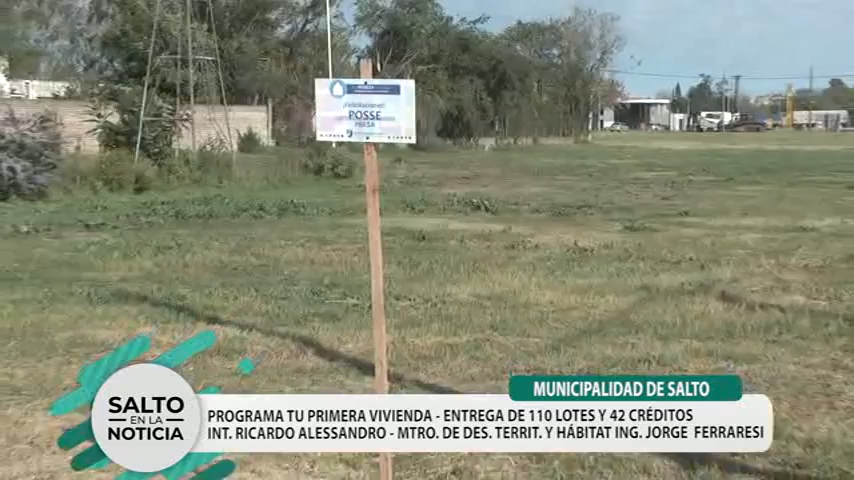 ¡Felicitaciones!
POSSE
PRESA
MUNICIPALIDAD DE SALTO
SALTO
EN LA
NOTICIA
PROGRAMA TU PRIMERA VIVIENDA - ENTREGA DE 110 LOTES Y 42 CRÉDITOS
INT. RICARDO ALESSANDRO - MTRO. DE DES. TERRIT. Y HÁBITAT ING. JORGE FERRARESI